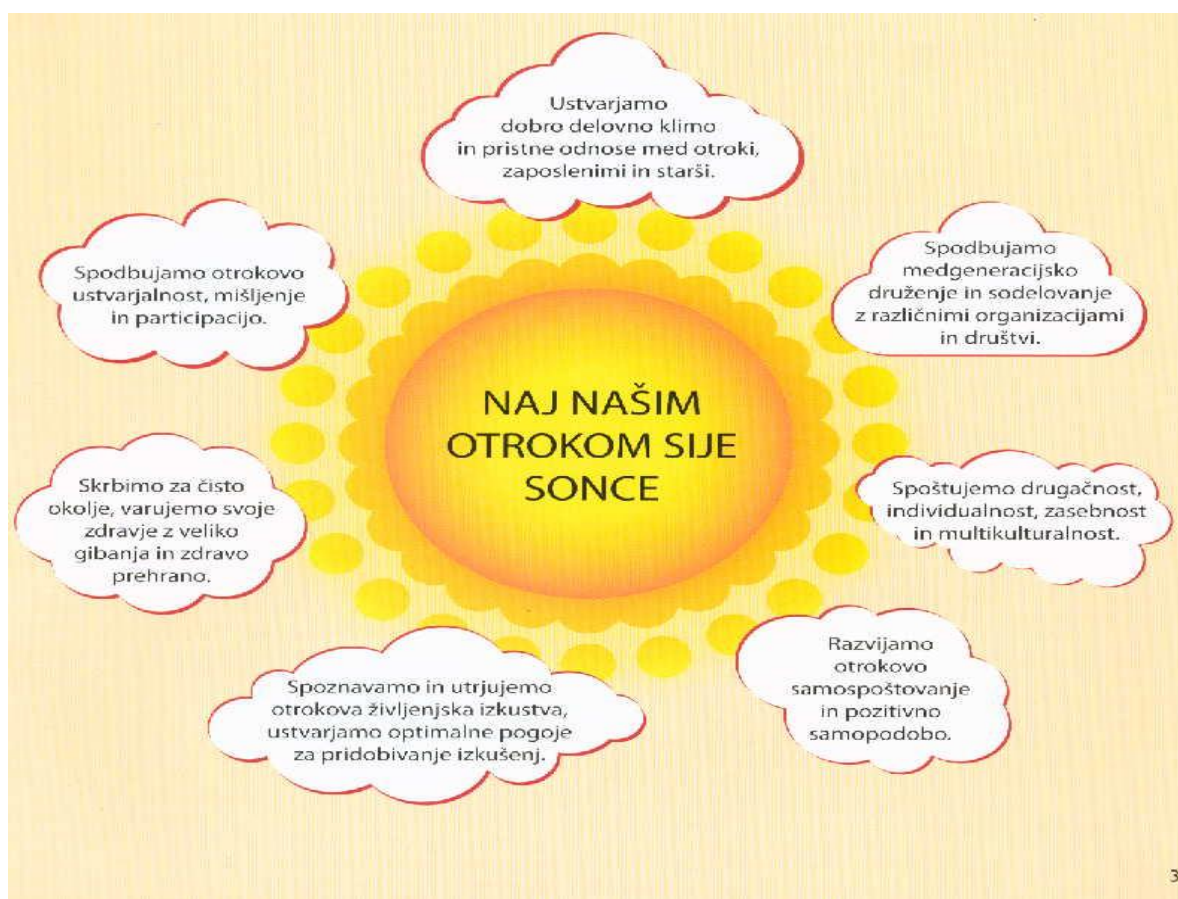 Ustvarjamo
dobro delovno klimo
in pristne odnose med otroki,
zaposlenimi in starši.
Spodbujamo
medgeneracijsko
druženje in sodelovanje
z različnimi organizacijami
in društvi.
Spoštujemo drugačnost,
individualnost, zasebnost
in multikulturalnost.
Razvijamo
otrokovo
samospoštovanje
in pozitivno
samopodobo.
Spoznavamo in utrjujemo
otrokova življenjska izkustva,
ustvarjamo optimalne pogoje
za pridobivanje izkušenj.
Skrbimo za čisto
okolje, varujemo svoje
zdravje z veliko
gibanja in zdravo
prehrano.
Spodbujamo otrokovo
ustvarjalnost, mišljenje
in participacijo.
NAJ NAŠIM
OTROKOM SIJE
SONCE
3